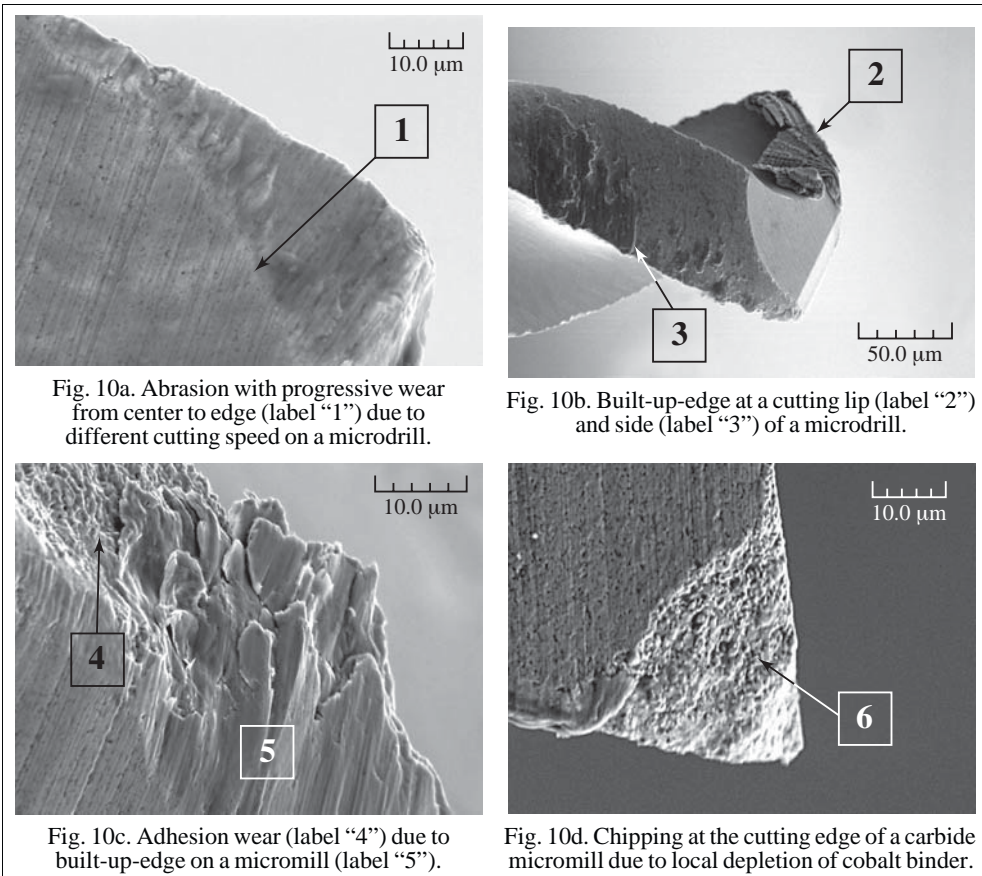 10.0 µm
1
Fig. 10a. Abrasion with progressive wear
from center to edge (label “1”) due to
different cutting speed on a microdrill.
2
3
50.0 µm
Fig. 10b. Built-up-edge at a cutting lip (label “2”)
and side (label “3”) of a microdrill.
10.0 µm
4
5
Fig. 10c. Adhesion wear (label “4”) due to
built-up-edge on a micromill (label “5”).
10.0 µm
6
Fig. 10d. Chipping at the cutting edge of a carbide
micromill due to local depletion of cobalt binder.